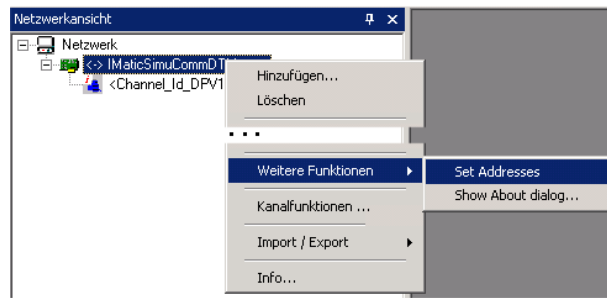 Netzwerkansicht
Netzwerk
<-> IMaticSimuCommDT
<Channel_Id_DPV1
Hinzufügen...
Löschen
...
Weitere Funktionen
Set Addresses
Show About dialog...
Kanalfunktionen ...
Import / Export
Info...